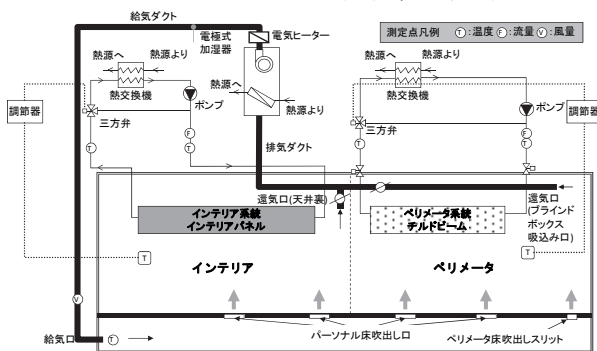 給気ダクト
電極式
加湿器
電気ヒーター
測定点凡例 T:温度 F:流量 V:風量
熱源へ 熱源より
熱交換機
ポンプ
調節器
三方弁
F
T
T
熱源へ
熱源より
排気ダクト
熱源へ 熱源より
熱交換機
ポンプ
調節器
三方弁
F
T
T
還気口(天井裏)
還気口
(ブラインド
ボックス
吸込み口)
インテリア系統
インテリアパネル
ペリメータ系統
チルドビーム
T
T
インテリア
ペリメータ
V
給気口
T
パーソナル床吹出し口
ペリメータ床吹出しスリット